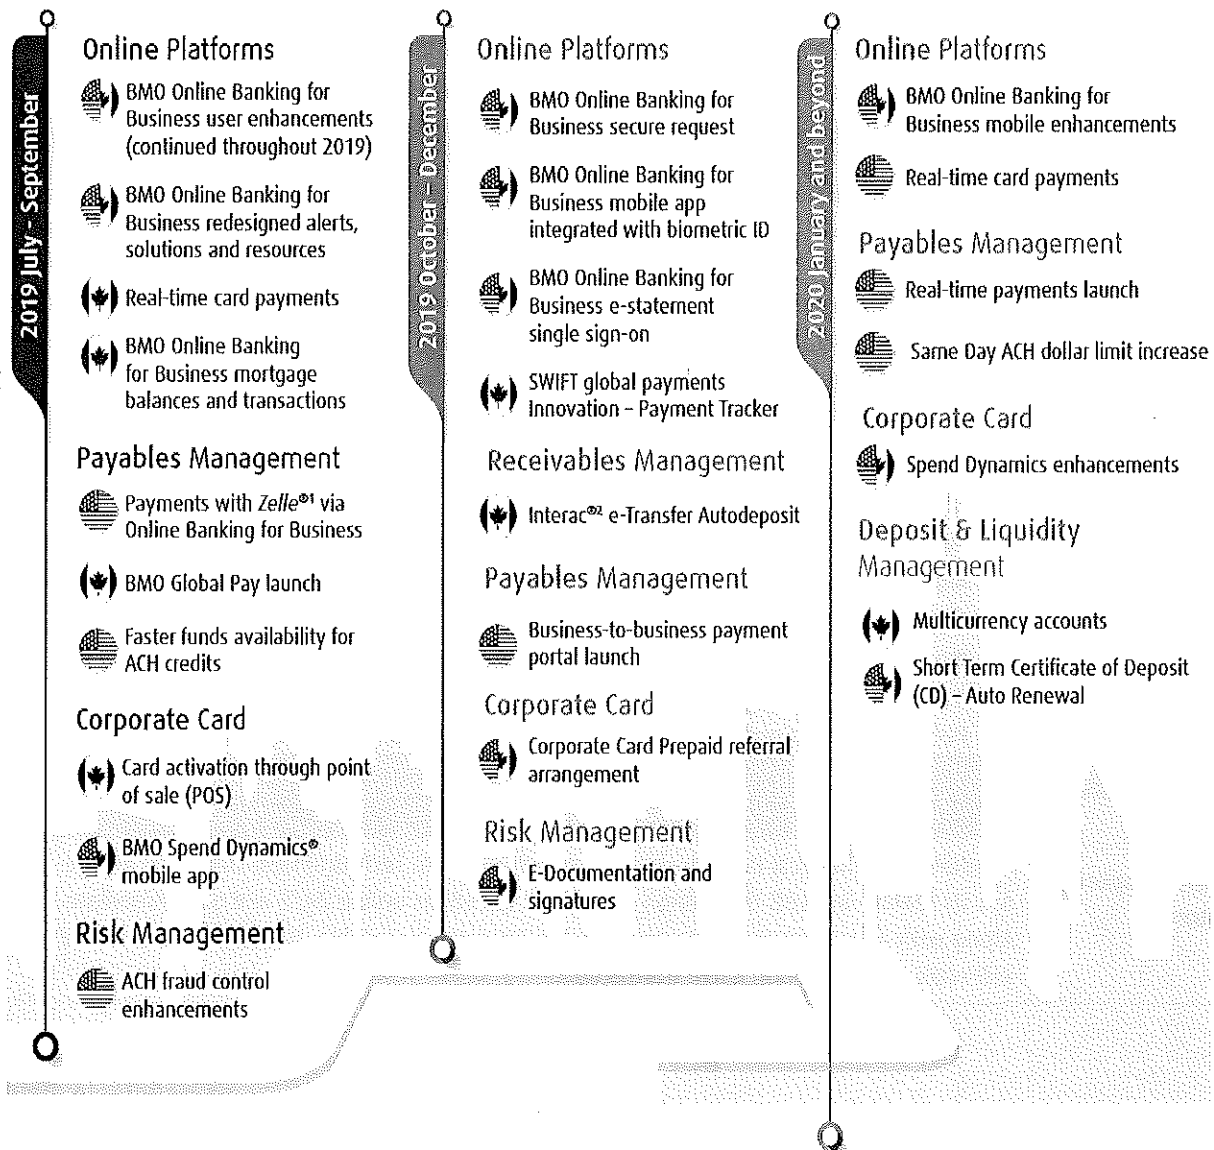 2019 July - September
Online Platforms
BMO Online Banking for
Business user enhancements
(continued throughout 2019)
BMO Online Banking for
Business redesigned alerts,
solutions and resources
Real-time card payments
BMO Online Banking
for Business mortgage
balances and transactions
Payables Management
Payments with Zelle®¹ via
Online Banking for Business
BMO Global Pay launch
Faster funds availability for
ACH credits
Corporate Card
Card activation through point
of sale (POS)
BMO Spend Dynamics®
mobile app
Risk Management
ACH fraud control
enhancements
2019 October - December
Online Platforms
BMO Online Banking for
Business secure request
BMO Online Banking for
Business mobile app
integrated with biometric ID
BMO Online Banking for
Business e-statement
single sign-on
SWIFT global payments
Innovation – Payment Tracker
Receivables Management
Interac®² e-Transfer Autodeposit
Payables Management
Business-to-business payment
portal launch
Corporate Card
Corporate Card Prepaid referral
arrangement
Risk Management
E-Documentation and
signatures
2020 January and beyond
Online Platforms
BMO Online Banking for
Business mobile enhancements
Real-time card payments
Payables Management
Real-time payments launch
Same Day ACH dollar limit increase
Corporate Card
Spend Dynamics enhancements
Deposit & Liquidity
Management
Multicurrency accounts
Short Term Certificate of Deposit
(CD) – Auto Renewal